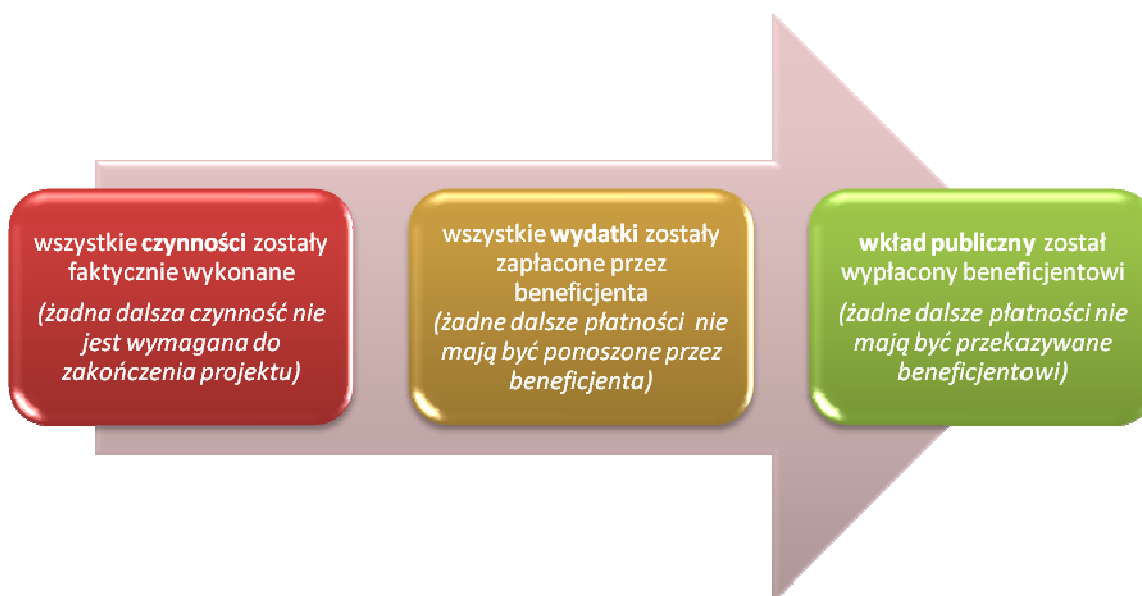 wszystkie czynności zostały
faktycznie wykonane
(żadna dalsza czynność nie
jest wymagana do
zakończenia projektu)
wszystkie wydatki zostały
zapłacone przez
beneficjenta
(żadne dalsze płatności nie
mają być ponoszone przez
beneficjenta)
wkład publiczny został
wypłacony beneficjentowi
(żadne dalsze płatności nie
mają być przekazywane
beneficjentowi)